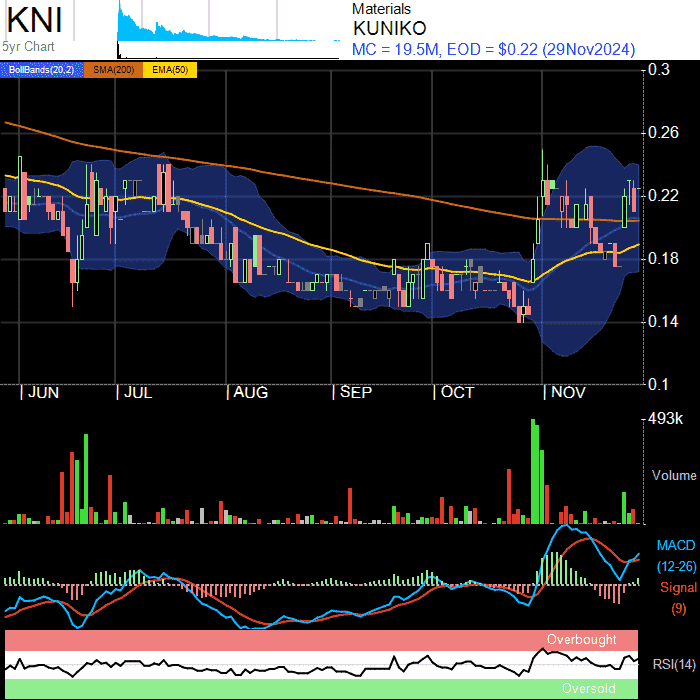 KNI
5yr Chart
Materials
KUNIKO
MC = 19.5M, EOD = $0.22 (29Nov2024)
BollBands(20,2) SMA(200) EMA(50)
0.3
0.26
0.22
0.18
0.14
0.1
JUN JUL AUG SEP OCT NOV
493k
Volume
MACD
(12-26)
Signal
(9)
Overbought
RSI(14)
Oversold